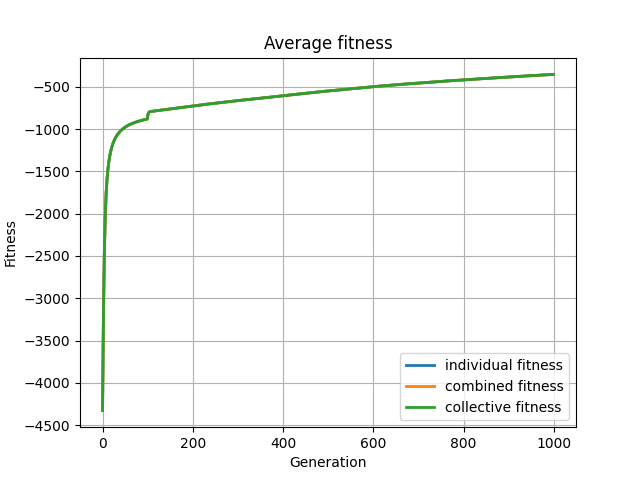 Average fitness
−500
−1000
−1500
−2000
−2500
−3000
−3500
−4000
−4500
Fitness
individual fitness
combined fitness
collective fitness
0 200 400 600 800 1000
Generation